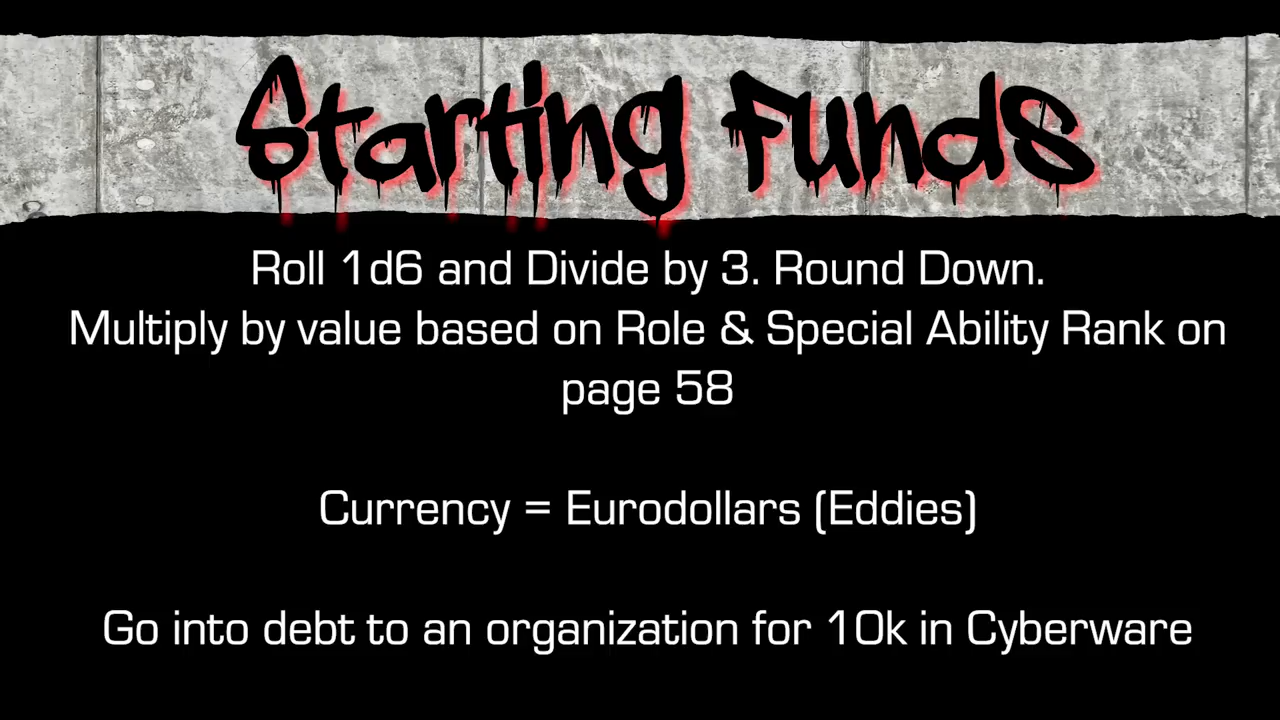 Starting Funds
Roll 1d6 and Divide by 3. Round Down.
Multiply by value based on Role & Special Ability Rank on
page 58
Currency = Eurodollars (Eddies)
Go into debt to an organization for 10k in Cyberware